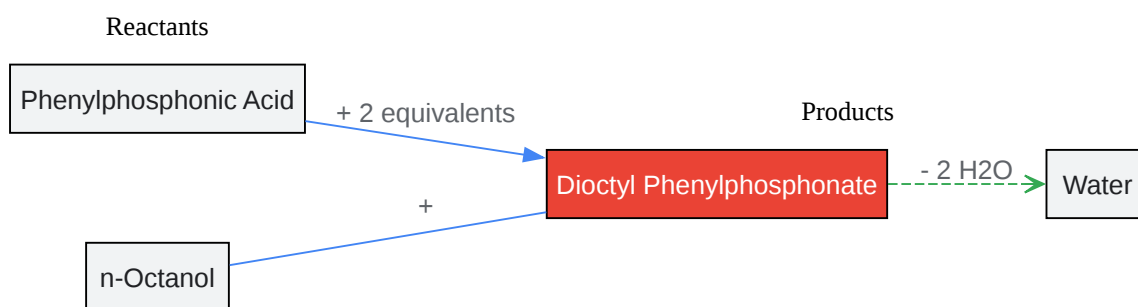 Reactants
Phenylphosphonic Acid
+ 2 equivalents
Products
Dioctyl Phenylphosphonate
- 2 H2O
Water
+
n-Octanol